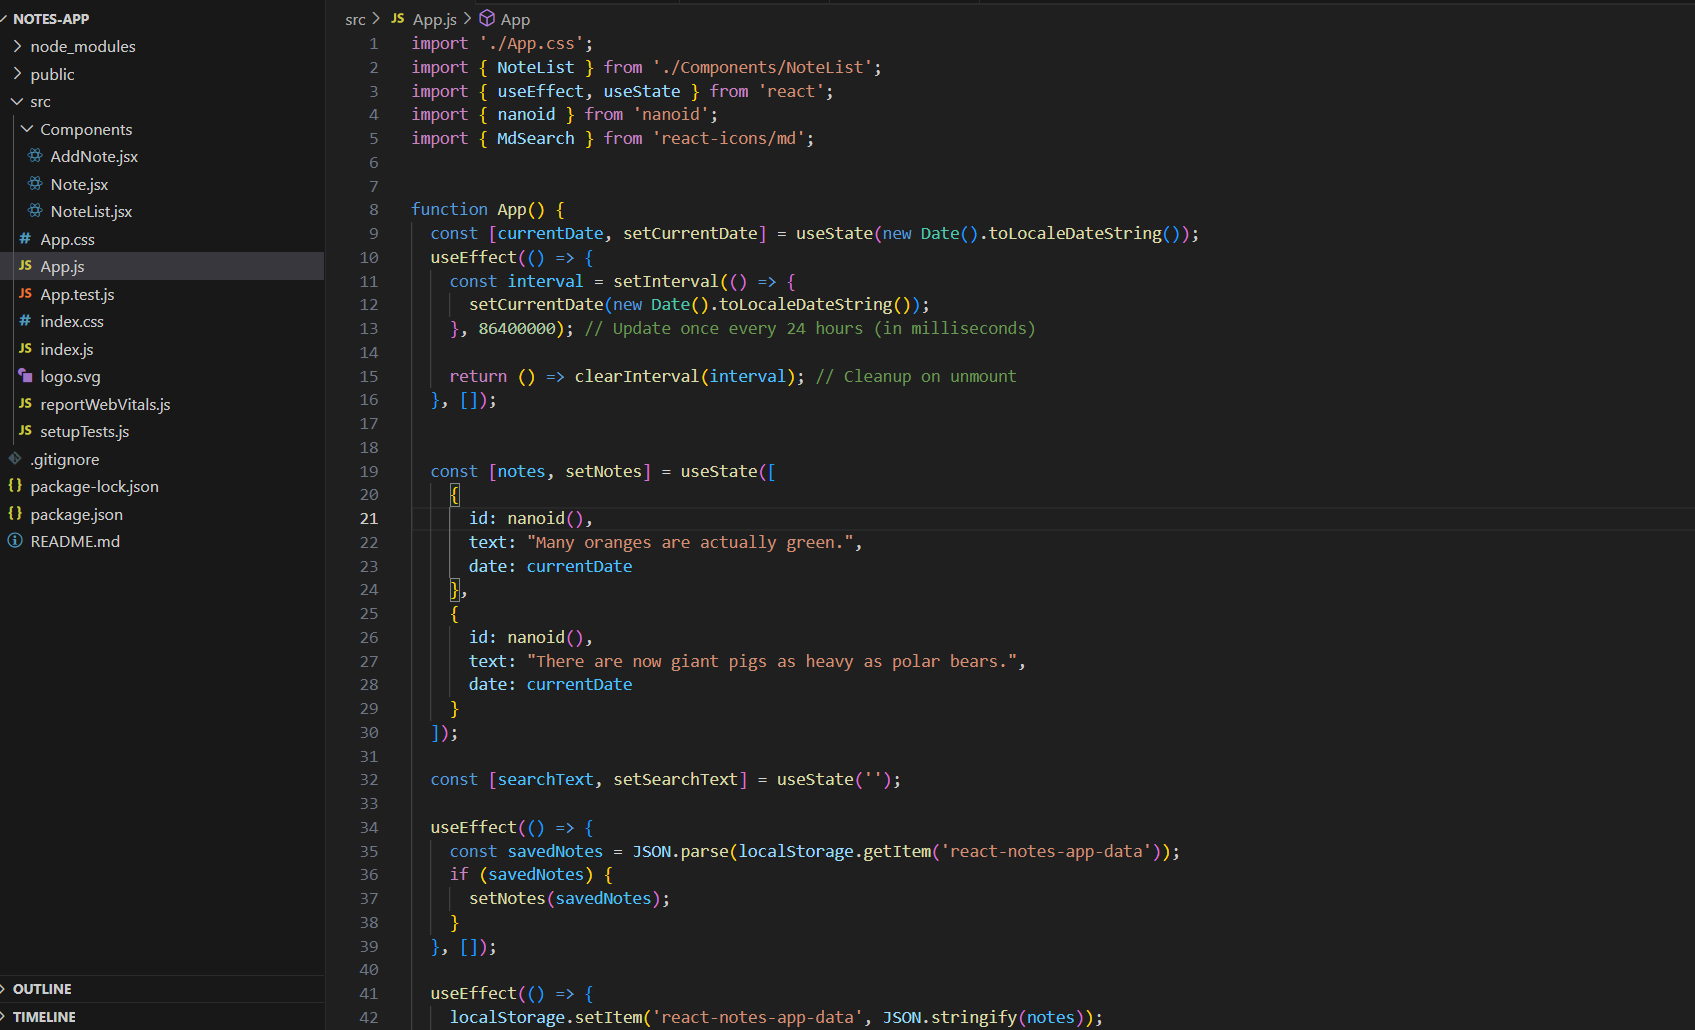 NOTES-APP
node_modules
public
src
Components
AddNote.jsx
Note.jsx
NoteList.jsx
# App.css
JS App.js
JS App.test.js
# index.css
JS index.js
logo.svg
JS reportWebVitals.js
JS setupTests.js
.gitignore
{} package-lock.json
{} package.json
README.md
OUTLINE
TIMELINE
src > JS App.js > App
1 import './App.css';
2 import { NoteList } from './Components/NoteList';
3 import { useEffect, useState } from 'react';
4 import { nanoid } from 'nanoid';
5 import { MdSearch } from 'react-icons/md';
6
7
8 function App() {
9 const [currentDate, setCurrentDate] = useState(new Date().toLocaleDateString());
10 useEffect(() => {
11 const interval = setInterval(() => {
12 setCurrentDate(new Date().toLocaleDateString());
13 }, 86400000); // Update once every 24 hours (in milliseconds)
14
15 return () => clearInterval(interval); // Cleanup on unmount
16 }, []);
17
18
19 const [notes, setNotes] = useState([
20 {
21 id: nanoid(),
22 text: "Many oranges are actually green.",
23 date: currentDate
24 },
25 {
26 id: nanoid(),
27 text: "There are now giant pigs as heavy as polar bears.",
28 date: currentDate
29 }
30 ]);
31
32 const [searchText, setSearchText] = useState('');
33
34 useEffect(() => {
35 const savedNotes = JSON.parse(localStorage.getItem('react-notes-app-data'));
36 if (savedNotes) {
37 setNotes(savedNotes);
38 }
39 }, []);
40
41 useEffect(() => {
42 localStorage.setItem('react-notes-app-data', JSON.stringify(notes));